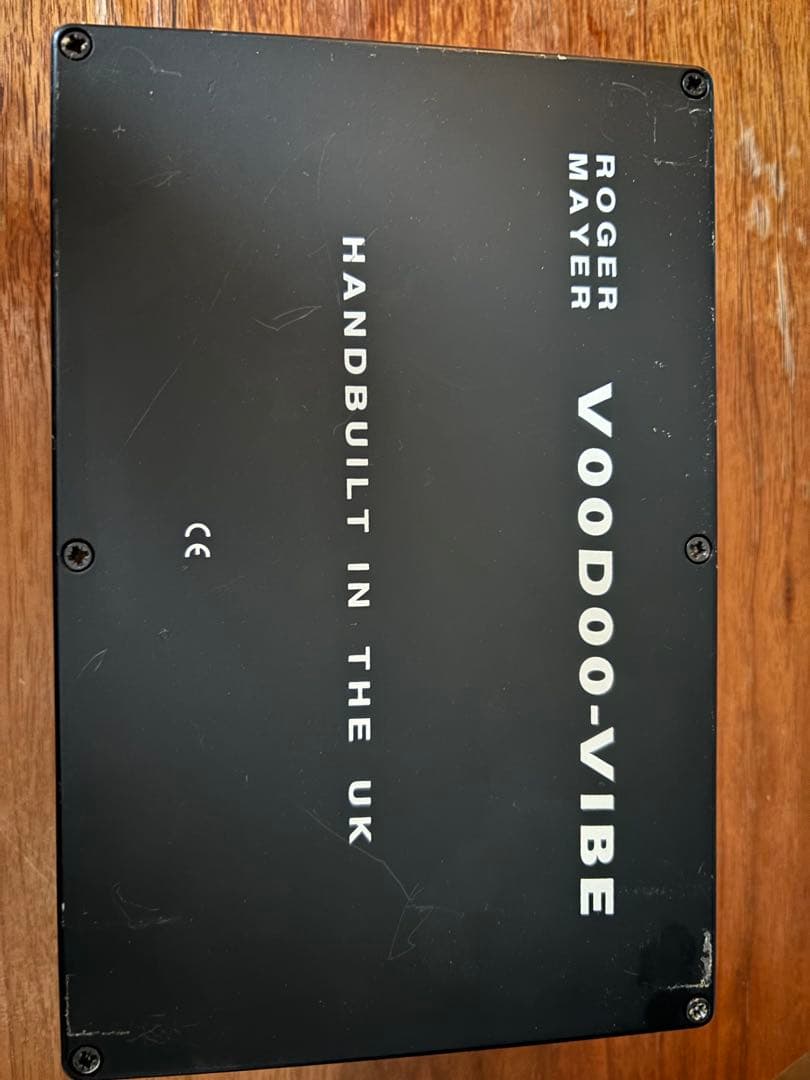 ROGER
MAYER
VOODOO-VIBE
HANDBUILT IN THE UK
CE